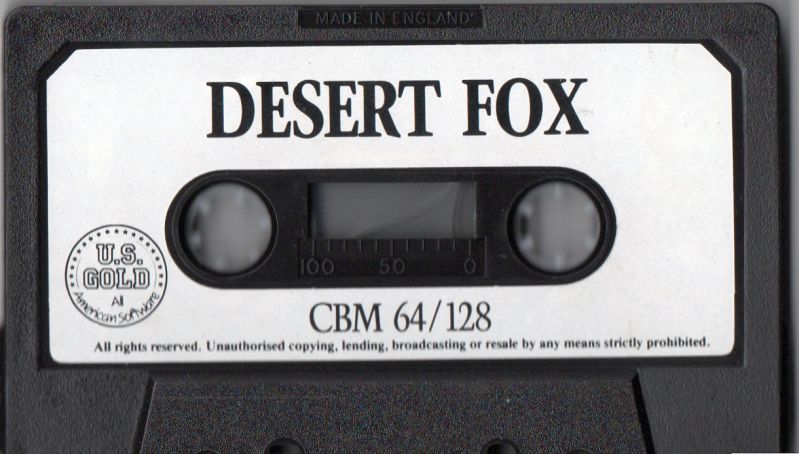 MADE IN ENGLAND
DESERT FOX
100 50 0
U.S.
GOLD
All
American Software
CBM 64/128
All rights reserved. Unauthorised copying, lending, broadcasting or resale by any means strictly prohibited.